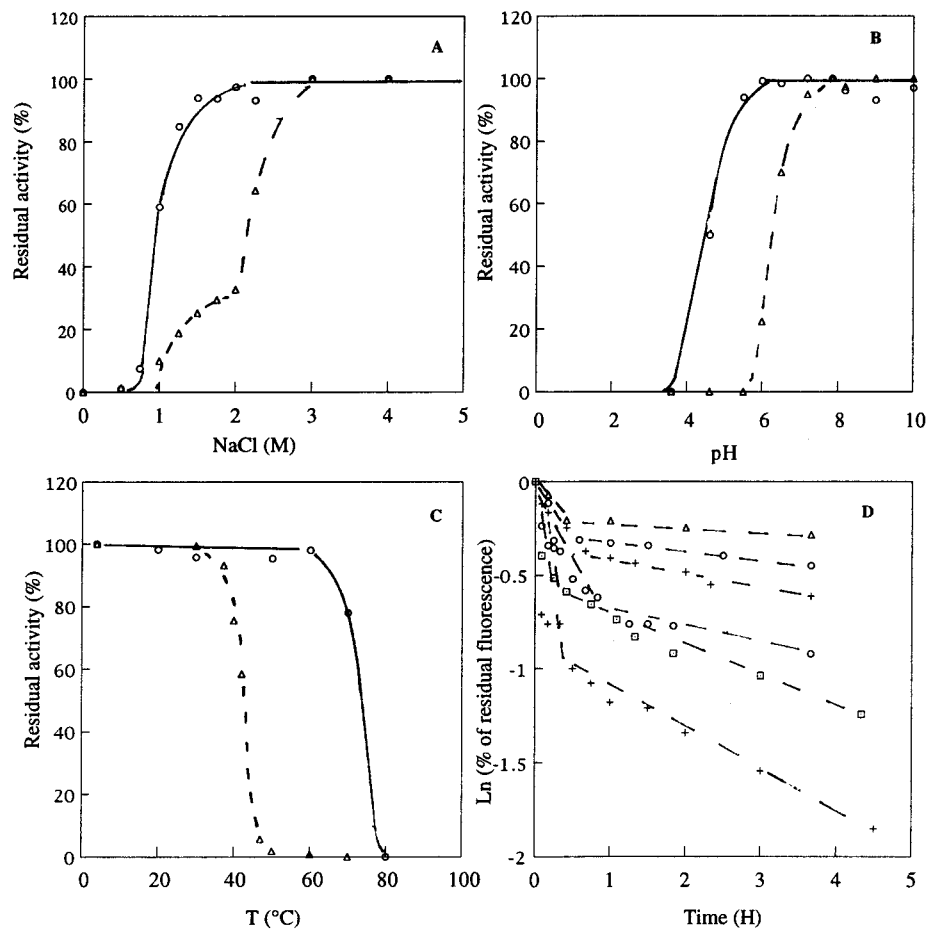 A
Residual activity (%)
120
100
80
60
40
20
0
0 1 2 3 4 5
NaCl (M)
B
Residual activity (%)
120
100
80
60
40
20
0
0 2 4 6 8 10
pH
C
Residual activity (%)
120
100
80
60
40
20
0
0 20 40 60 80 100
T (°C)
D
Ln (% of residual fluorescence)
0
-0.5
-1
-1.5
-2
0 1 2 3 4 5
Time (H)